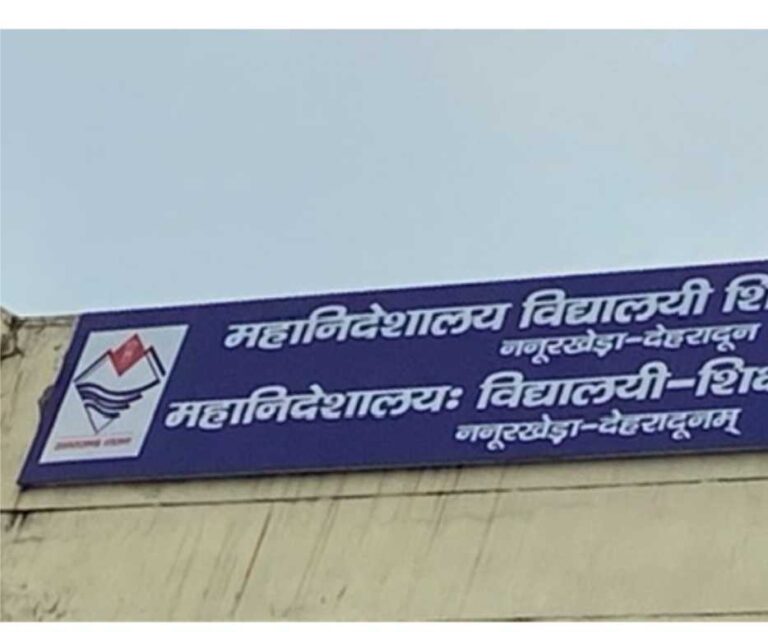 महानिदेशालय विद्यालयी शि
ननूरखेड़ा-देहरादून
महानिदेशालयः विद्यालयी-शिक्ष
ननूरखेड़ा-देहरादूनम्